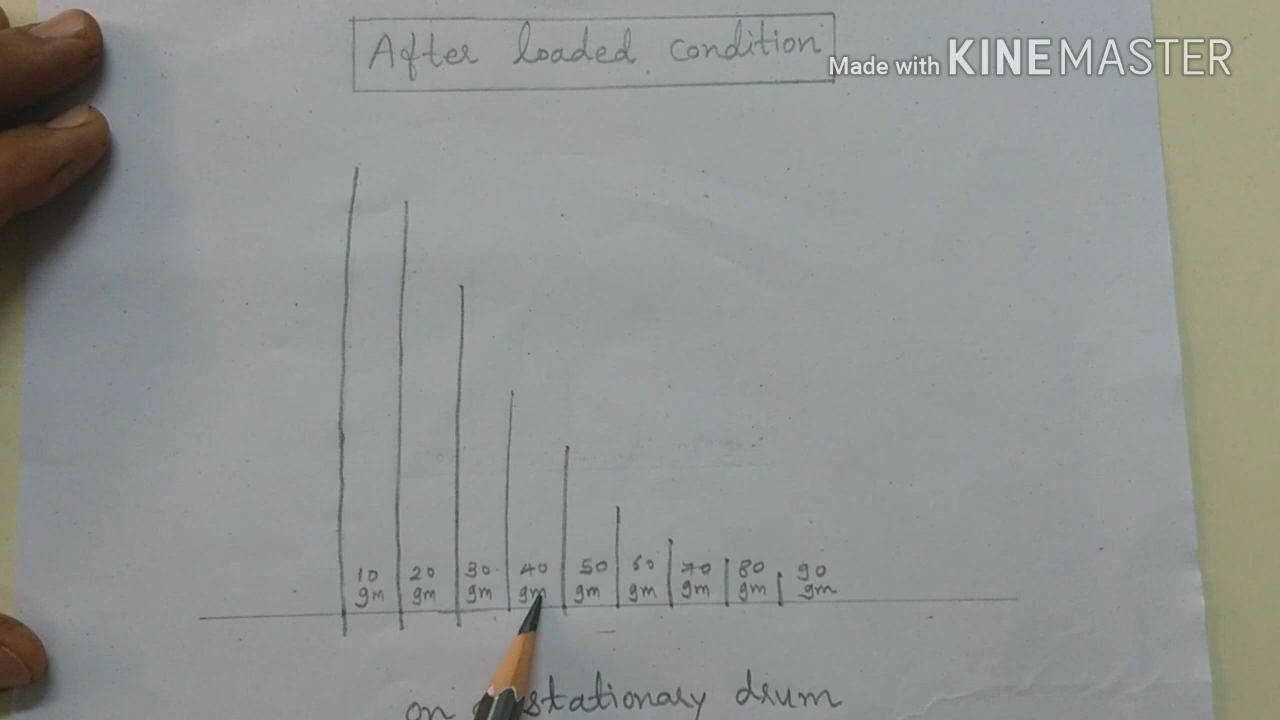 After loaded condition
Made with KINEMASTER
10 gm 20 gm 30 gm 40 gm 50 gm 60 gm 70 gm 80 gm 90 gm
on stationary drum